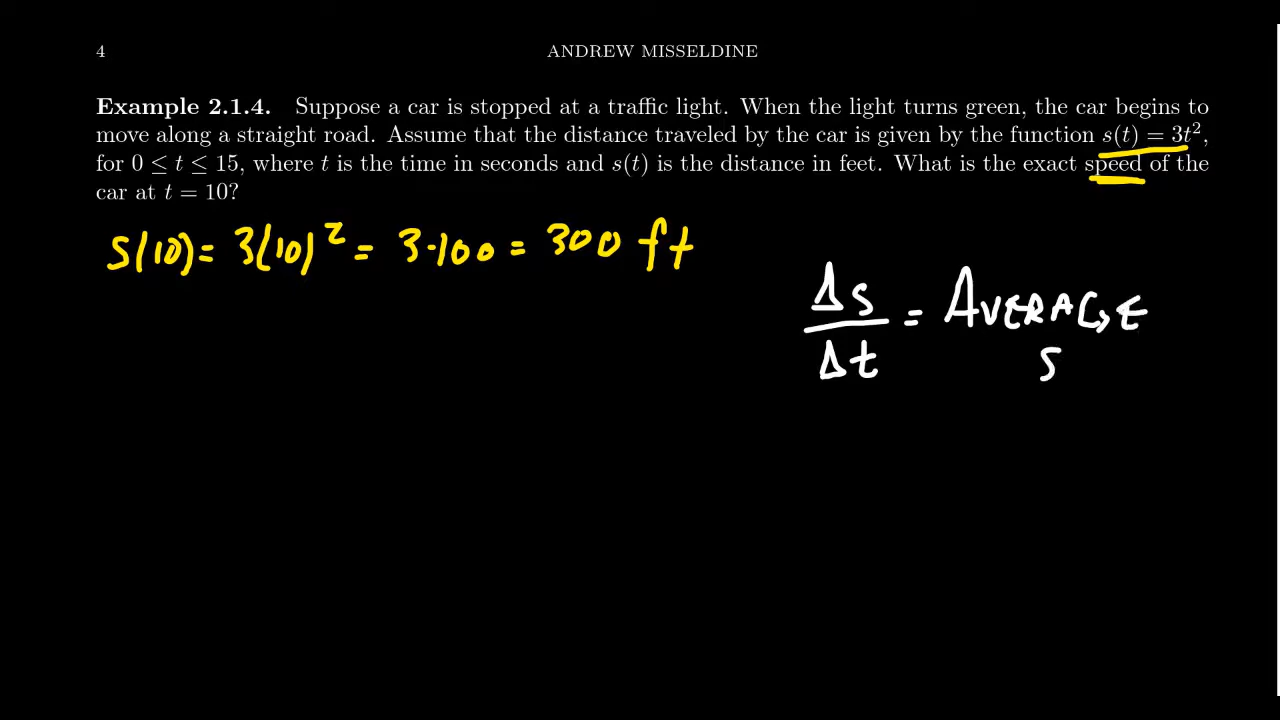 4 ANDREW MISSELDINE
Example 2.1.4. Suppose a car is stopped at a traffic light. When the light turns green, the car begins to
move along a straight road. Assume that the distance traveled by the car is given by the function s(t) = 3t²,
for 0 ≤ t ≤ 15, where t is the time in seconds and s(t) is the distance in feet. What is the exact speed of the
car at t = 10?
S(10) = 3(10)² = 3·100 = 300 ft
Δs/Δt = AVERAGE
S